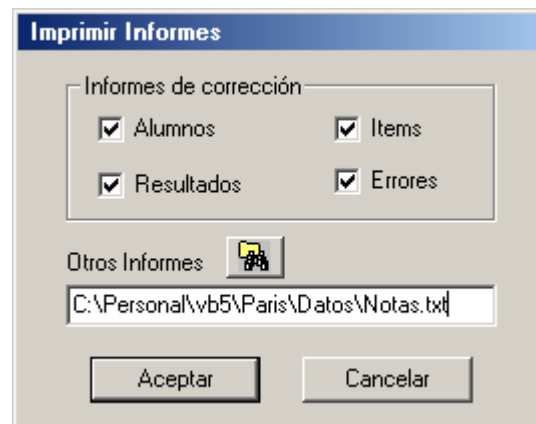 Imprimir Informes
Informes de corrección
Alumnos Items
Resultados Errores
Otros Informes
C:\Personal\vb5\Paris\Datos\Notas.txt
Aceptar Cancelar